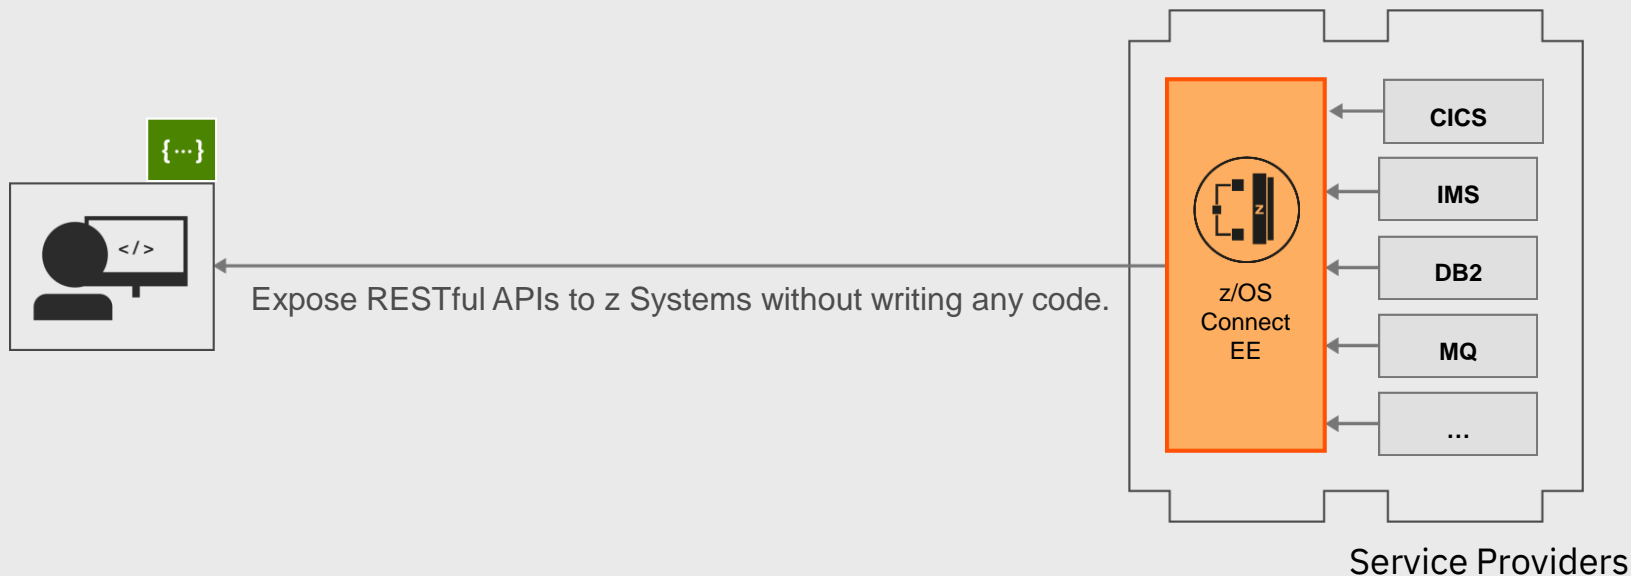 {...}
</>
Expose RESTful APIs to z Systems without writing any code.
z
z/OS
Connect
EE
CICS
IMS
DB2
MQ
...
Service Providers